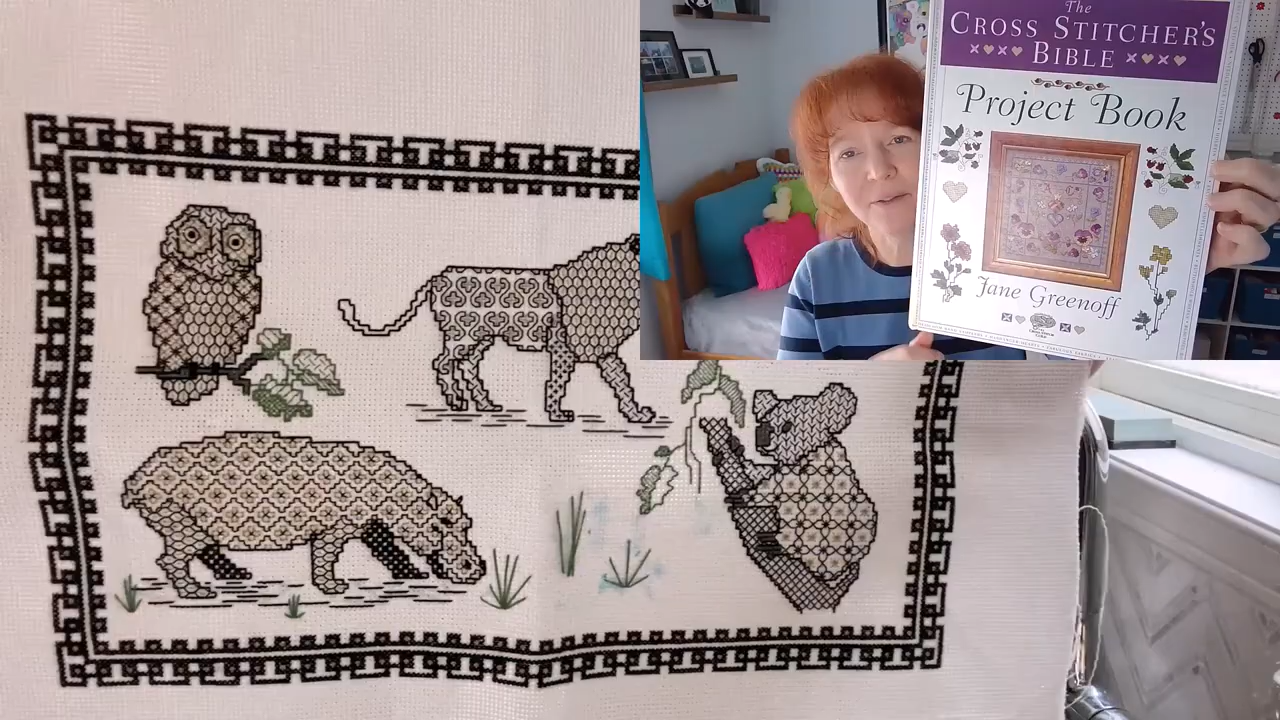 The
CROSS STITCHER'S
BIBLE
Project Book
Jane Greenoff